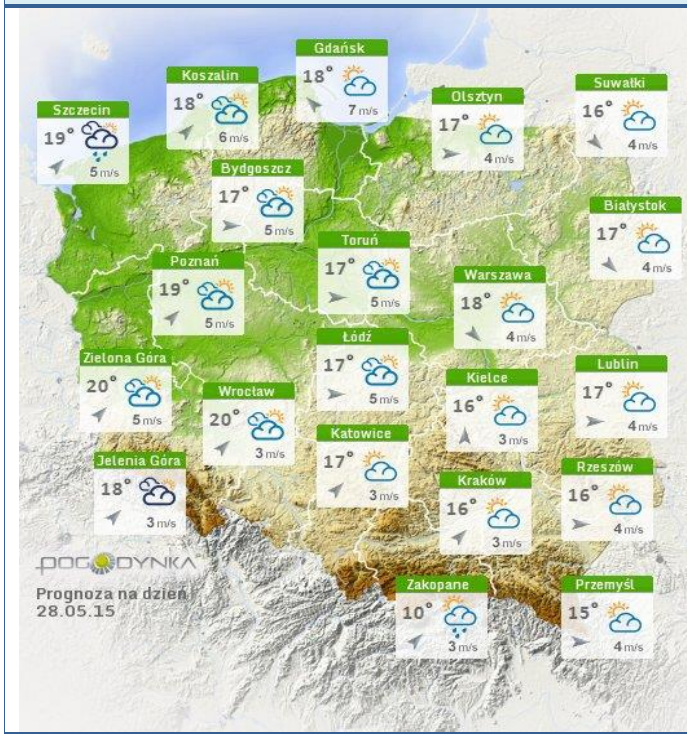 Gdańsk
18°
7 m/s
Koszalin
18°
6 m/s
Szczecin
19°
5 m/s
Olsztyn
17°
4 m/s
Suwałki
16°
4 m/s
Bydgoszcz
17°
5 m/s
Białystok
17°
4 m/s
Toruń
17°
5 m/s
Poznań
19°
5 m/s
Warszawa
18°
4 m/s
Łódź
17°
5 m/s
Zielona Góra
20°
5 m/s
Wrocław
20°
3 m/s
Kielce
16°
3 m/s
Lublin
17°
4 m/s
Katowice
17°
3 m/s
Jelenia Góra
18°
3 m/s
Kraków
16°
3 m/s
Rzeszów
16°
4 m/s
POGODYNKA
Prognoza na dzień
28.05.15
Zakopane
10°
3 m/s
Przemyśl
15°
4 m/s